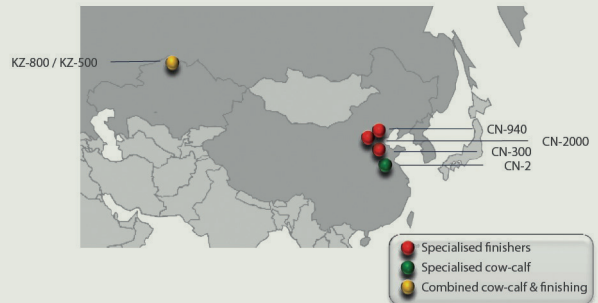 KZ-800 / KZ-500
CN-940
CN-2000
CN-300
CN-2
Specialised finishers
Specialised cow-calf
Combined cow-calf & finishing